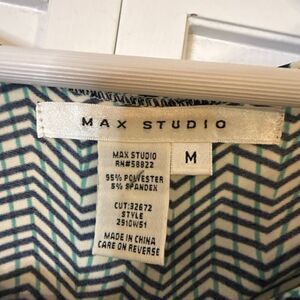 MAX STUDIO
M
MAX STUDIO
RN#58822
95% POLYESTER
5% SPANDEX
CUT:32672
STYLE
2910W51
MADE IN CHINA
CARE ON REVERSE